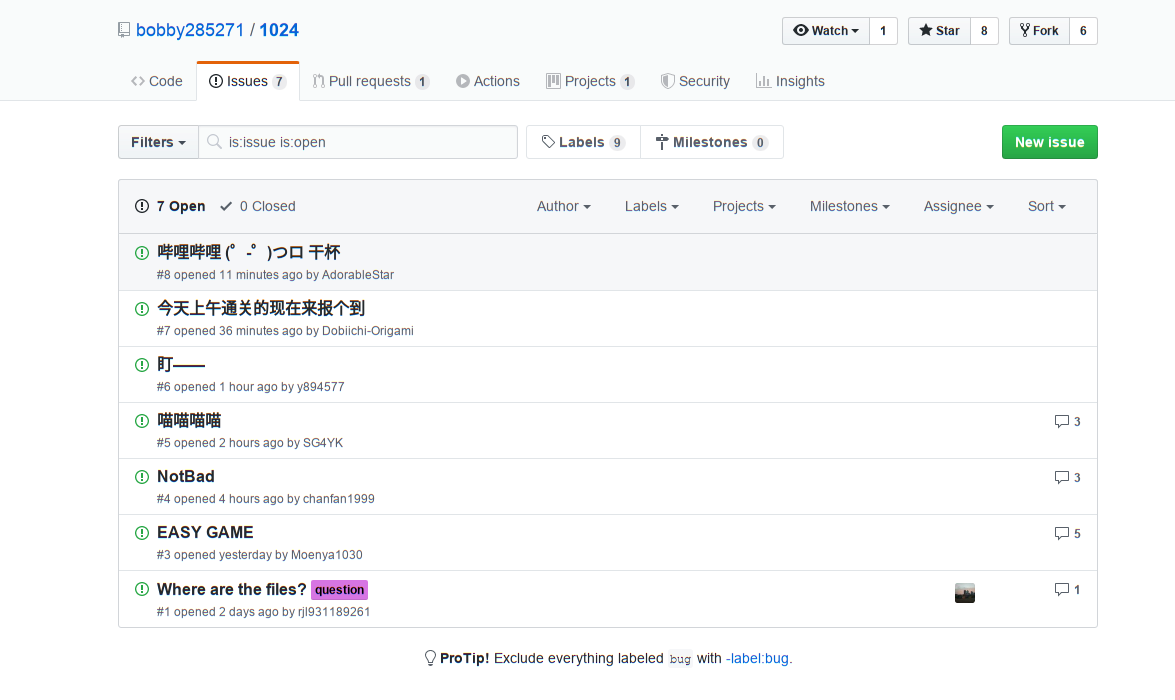 bobby285271 / 1024 Watch 1 Star 8 Fork 6
Code Issues 7 Pull requests 1 Actions Projects 1 Security Insights
Filters is:issue is:open Labels 9 Milestones 0 New issue
7 Open 0 Closed Author Labels Projects Milestones Assignee Sort
哔哩哔哩 (゜-゜)つロ 干杯
#8 opened 11 minutes ago by AdorableStar
今天上午通关的现在来报个到
#7 opened 36 minutes ago by Dobiichi-Origami
盯——
#6 opened 1 hour ago by y894577
喵喵喵喵 3
#5 opened 2 hours ago by SG4YK
NotBad 3
#4 opened 4 hours ago by chanfan1999
EASY GAME 5
#3 opened yesterday by Moenya1030
Where are the files? question 1
#1 opened 2 days ago by rjl931189261
ProTip! Exclude everything labeled bug with -label:bug.